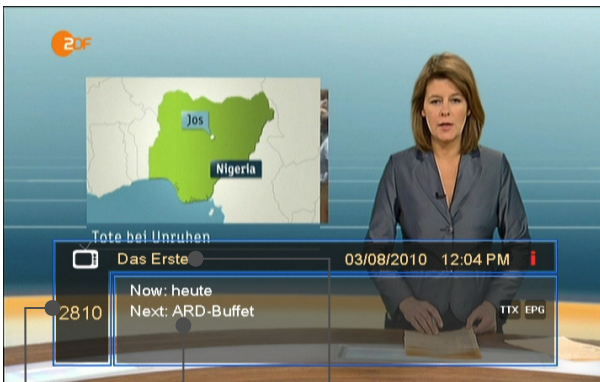 2DF
Jos
Nigeria
Tote bei Unruhen
Das Erste
03/08/2010 12:04 PM i
2810
Now: heute
Next: ARD-Buffet
TTX EPG